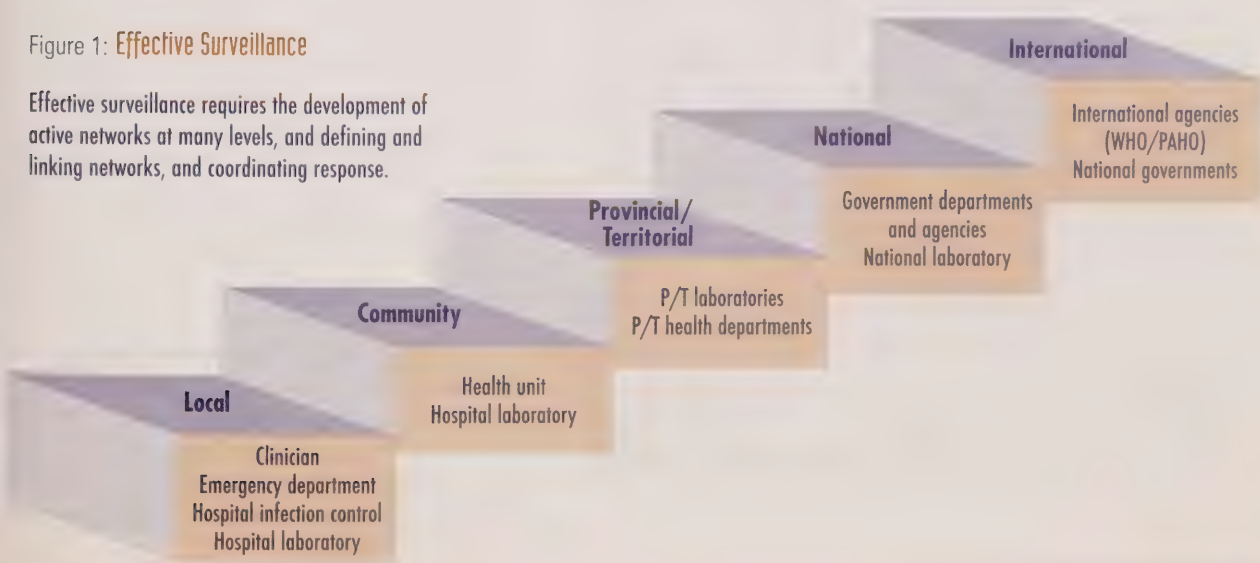 Figure 1: Effective Surveillance
Effective surveillance requires the development of
active networks at many levels, and defining and
linking networks, and coordinating response.
International
International agencies
(WHO/PAHO)
National governments
National
Government departments
and agencies
National laboratory
Provincial/
Territorial
P/T laboratories
P/T health departments
Community
Health unit
Hospital laboratory
Local
Clinician
Emergency department
Hospital infection control
Hospital laboratory